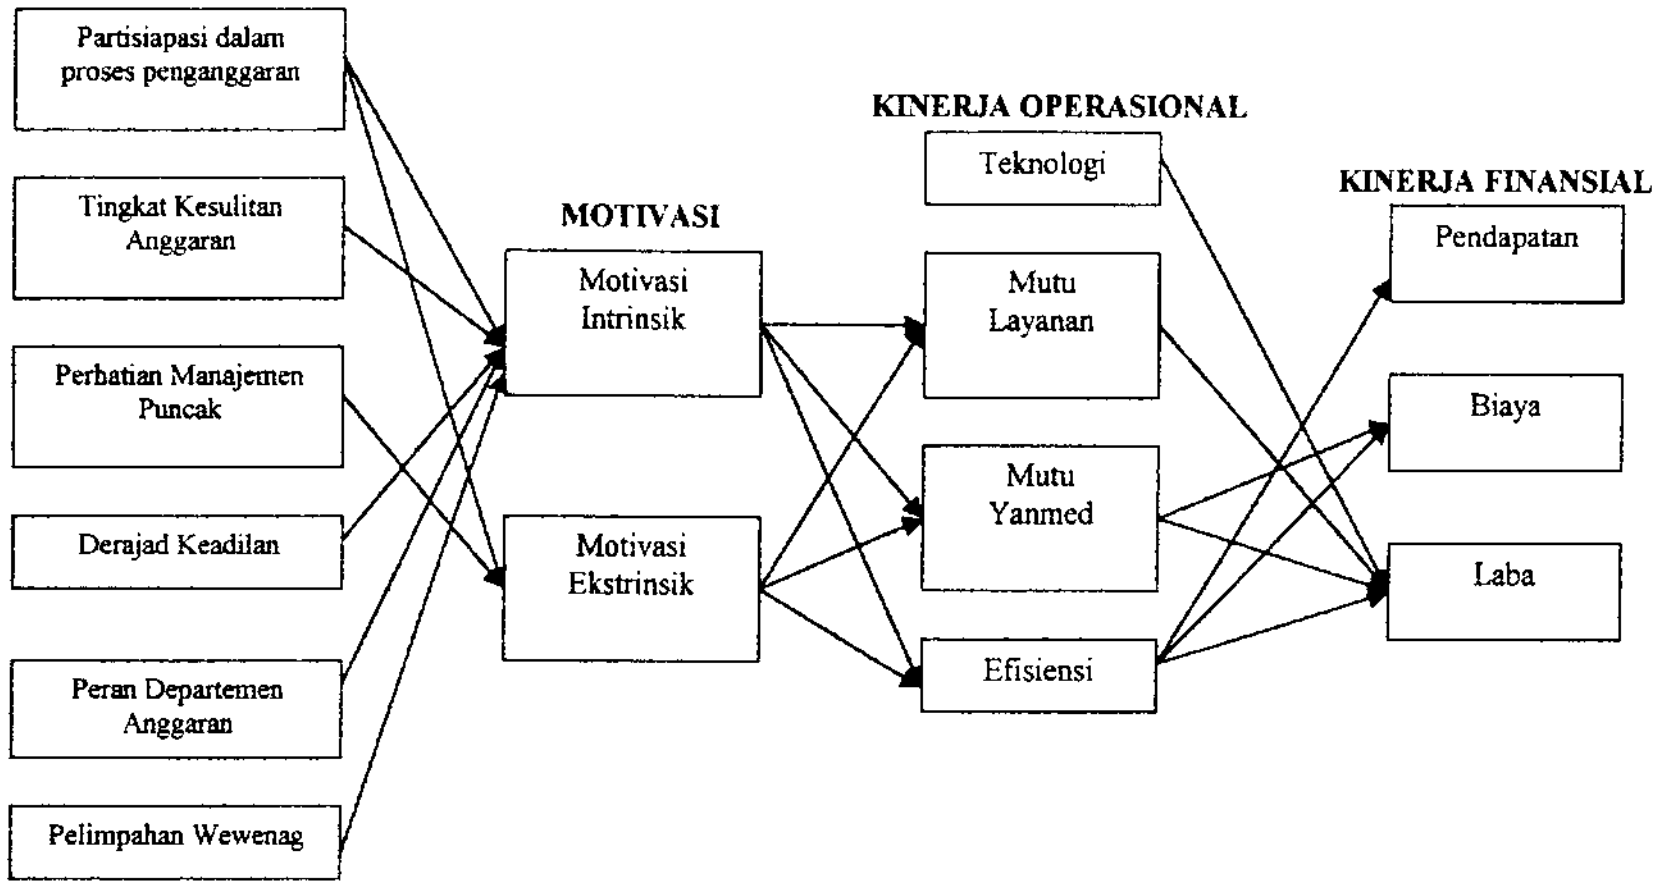 Partisiapasi dalam
proses penganggaran
Tingkat Kesulitan
Anggaran
Perhatian Manajemen
Puncak
Derajad Keadilan
Peran Departemen
Anggaran
Pelimpahan Wewenag
MOTIVASI
Motivasi
Intrinsik
Motivasi
Ekstrinsik
KINERJA OPERASIONAL
Teknologi
Mutu
Layanan
Mutu
Yanmed
Efisiensi
KINERJA FINANSIAL
Pendapatan
Biaya
Laba